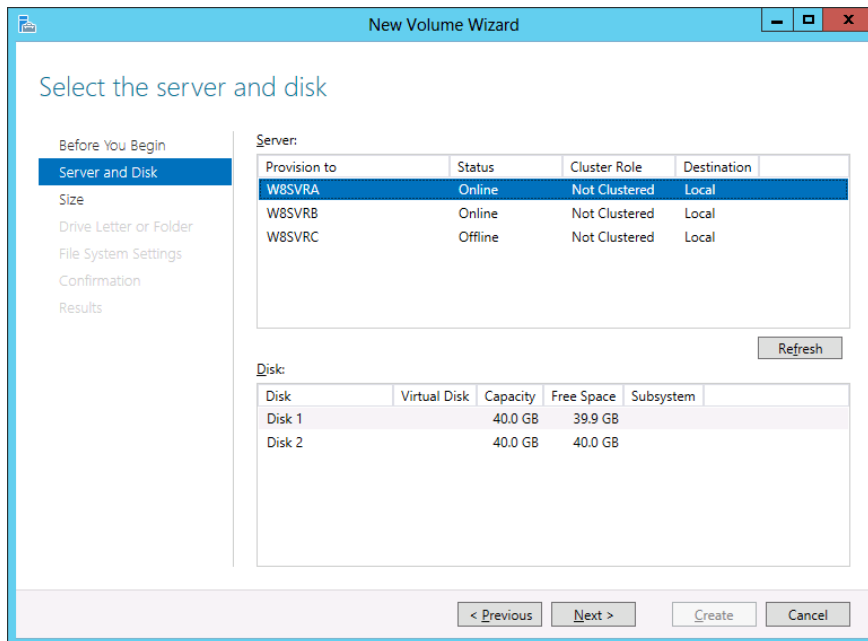 New Volume Wizard
Select the server and disk
Before You Begin
Server and Disk
Size
Drive Letter or Folder
File System Settings
Confirmation
Results
Server:
Provision to Status Cluster Role Destination
W8SVRA Online Not Clustered Local
W8SVRB Online Not Clustered Local
W8SVRC Offline Not Clustered Local
Refresh
Disk:
Disk Virtual Disk Capacity Free Space Subsystem
Disk 1 40.0 GB 39.9 GB
Disk 2 40.0 GB 40.0 GB
< Previous Next > Create Cancel